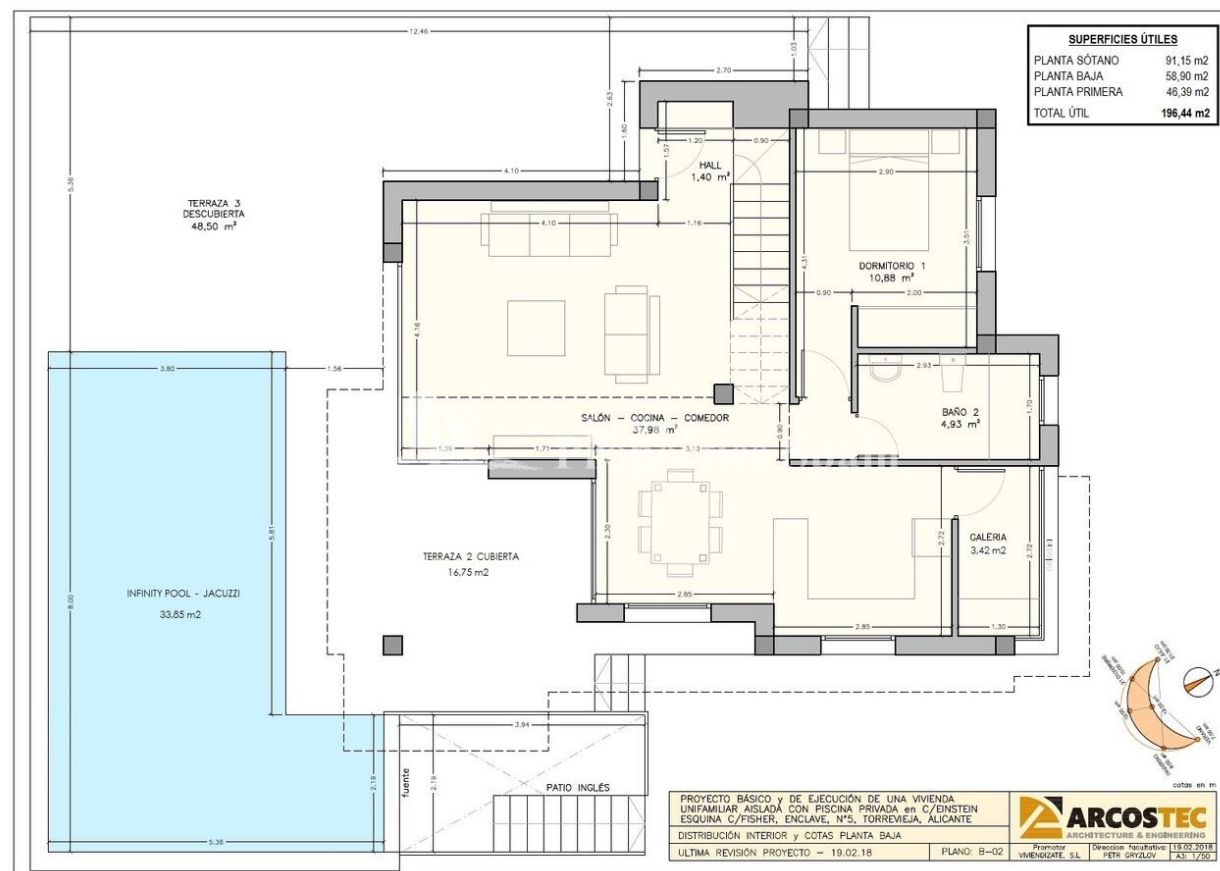 SUPERFICIES ÚTILES
PLANTA SÓTANO 91,15 m2
PLANTA BAJA 58,90 m2
PLANTA PRIMERA 46,39 m2
TOTAL ÚTIL 196,44 m2
12.46
1.03
2.70
2.63
1.60
1.57
1.20
0.90
HALL
1,40 m²
4.10
5.36
TERRAZA 3
DESCUBIERTA
48,50 m²
4.10
1.16
2.90
3.51
DORMITORIO 1
10,88 m²
4.31
0.90
2.00
4.16
3.80
1.56
2.93
BAÑO 2
4,93 m²
1.70
SALÓN – COCINA – COMEDOR
37,98 m²
0.90
1.39
1.71
3.13
2.30
2.72
GALERIA
3.42 m2
2.72
TERRAZA 2 CUBIERTA
16,75 m2
5.81
8.00
INFINITY POOL - JACUZZI
33,85 m2
2.85
2.85
1.30
3.94
2.19
fuente
2.19
PATIO INGLÉS
5.36
N
cotas en m
PROYECTO BÁSICO y DE EJECUCIÓN DE UNA VIVIENDA
UNIFAMILIAR AISLADA CON PISCINA PRIVADA en C/EINSTEIN
ESQUINA C/FISHER, ENCLAVE, Nº5, TORREVIEJA, ALICANTE
DISTRIBUCIÓN INTERIOR y COTAS PLANTA BAJA
ULTIMA REVISIÓN PROYECTO – 19.02.18 PLANO: B–02
ARCOSTEC
ARCHITECTURE & ENGINEERING
Promotor
VIVIENDIZATE, S.L
Direccion facultativa:
PETR GRYZLOV
19.02.2018
A3: 1/50